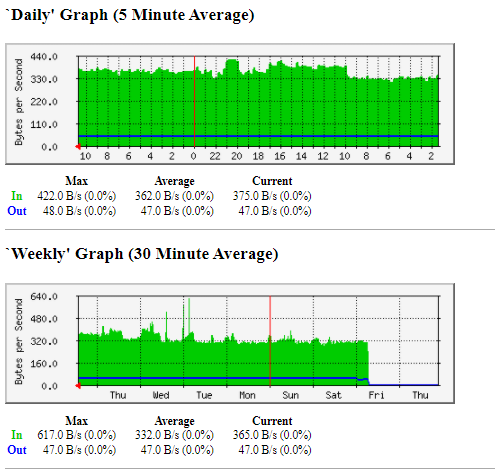 `Daily' Graph (5 Minute Average)
440.0
330.0
220.0
110.0
0.0
Bytes per Second
10 8 6 4 2 0 22 20 18 16 14 12 10 8 6 4 2
Max Average Current
In 422.0 B/s (0.0%) 362.0 B/s (0.0%) 375.0 B/s (0.0%)
Out 48.0 B/s (0.0%) 47.0 B/s (0.0%) 47.0 B/s (0.0%)
`Weekly' Graph (30 Minute Average)
640.0
480.0
320.0
160.0
0.0
Bytes per Second
Thu Wed Tue Mon Sun Sat Fri Thu
Max Average Current
In 617.0 B/s (0.0%) 332.0 B/s (0.0%) 365.0 B/s (0.0%)
Out 47.0 B/s (0.0%) 47.0 B/s (0.0%) 47.0 B/s (0.0%)